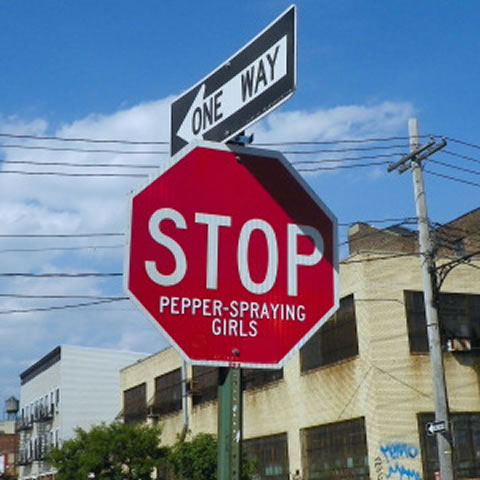 ONE WAY
STOP
PEPPER-SPRAYING
GIRLS